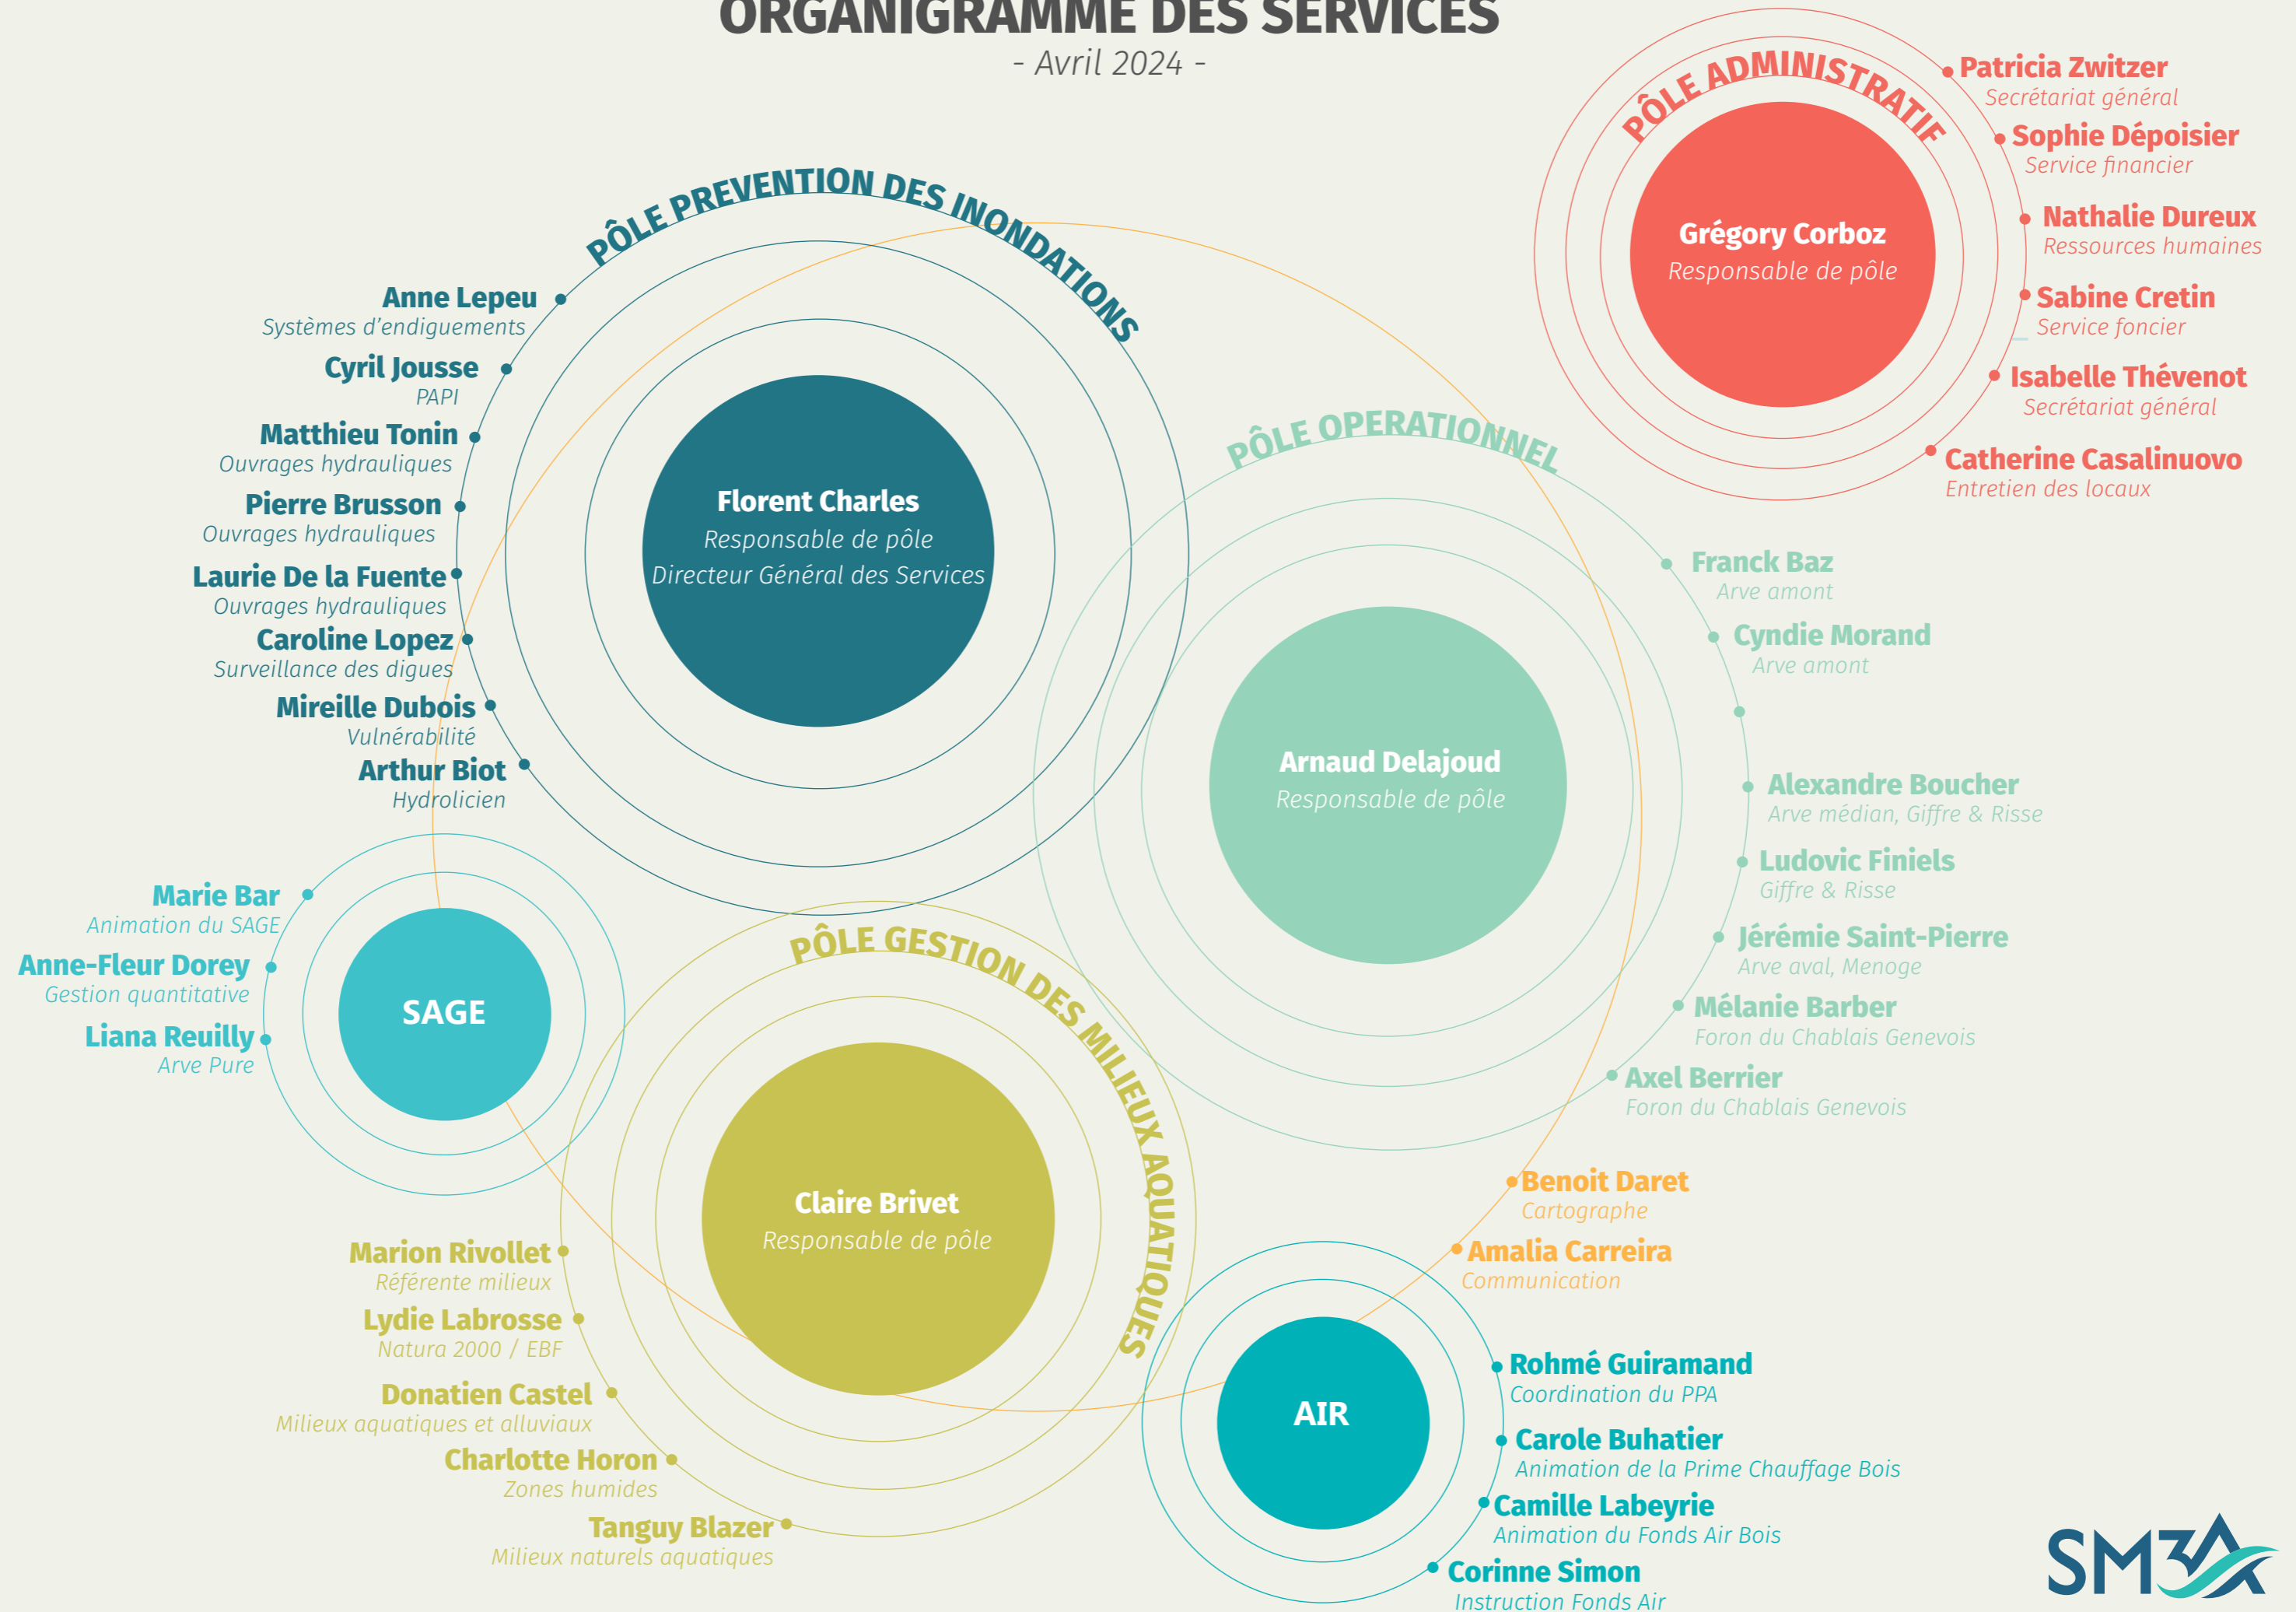 ORGANIGRAMME DES SERVICES
- Avril 2024 -
PÔLE ADMINISTRATIF
Grégory Corboz
Responsable de pôle
Patricia Zwitzer
Secrétariat général
Sophie Dépoisier
Service financier
Nathalie Dureux
Ressources humaines
Sabine Cretin
Service foncier
Isabelle Thévenot
Secrétariat général
Catherine Casalinuovo
Entretien des locaux
PÔLE PREVENTION DES INONDATIONS
Florent Charles
Responsable de pôle
Directeur Général des Services
Anne Lepeu
Systèmes d’endiguements
Cyril Jousse
PAPI
Matthieu Tonin
Ouvrages hydrauliques
Pierre Brusson
Ouvrages hydrauliques
Laurie De la Fuente
Ouvrages hydrauliques
Caroline Lopez
Surveillance des digues
Mireille Dubois
Vulnérabilité
Arthur Biot
Hydrolicien
PÔLE OPERATIONNEL
Arnaud Delajoud
Responsable de pôle
Franck Baz
Arve amont
Cyndie Morand
Arve amont
Alexandre Boucher
Arve médian, Giffre & Risse
Ludovic Finiels
Giffre & Risse
Jérémie Saint-Pierre
Arve aval, Menoge
Mélanie Barber
Foron du Chablais Genevois
Axel Berrier
Foron du Chablais Genevois
SAGE
Marie Bar
Animation du SAGE
Anne-Fleur Dorey
Gestion quantitative
Liana Reuilly
Arve Pure
PÔLE GESTION DES MILIEUX AQUATIQUES
Claire Brivet
Responsable de pôle
Marion Rivollet
Référente milieux
Lydie Labrosse
Natura 2000 / EBF
Donatien Castel
Milieux aquatiques et alluviaux
Charlotte Horon
Zones humides
Tanguy Blazer
Milieux naturels aquatiques
Benoit Daret
Cartographe
Amalia Carreira
Communication
AIR
Rohmé Guiramand
Coordination du PPA
Carole Buhatier
Animation de la Prime Chauffage Bois
Camille Labeyrie
Animation du Fonds Air Bois
Corinne Simon
Instruction Fonds Air
SM3A